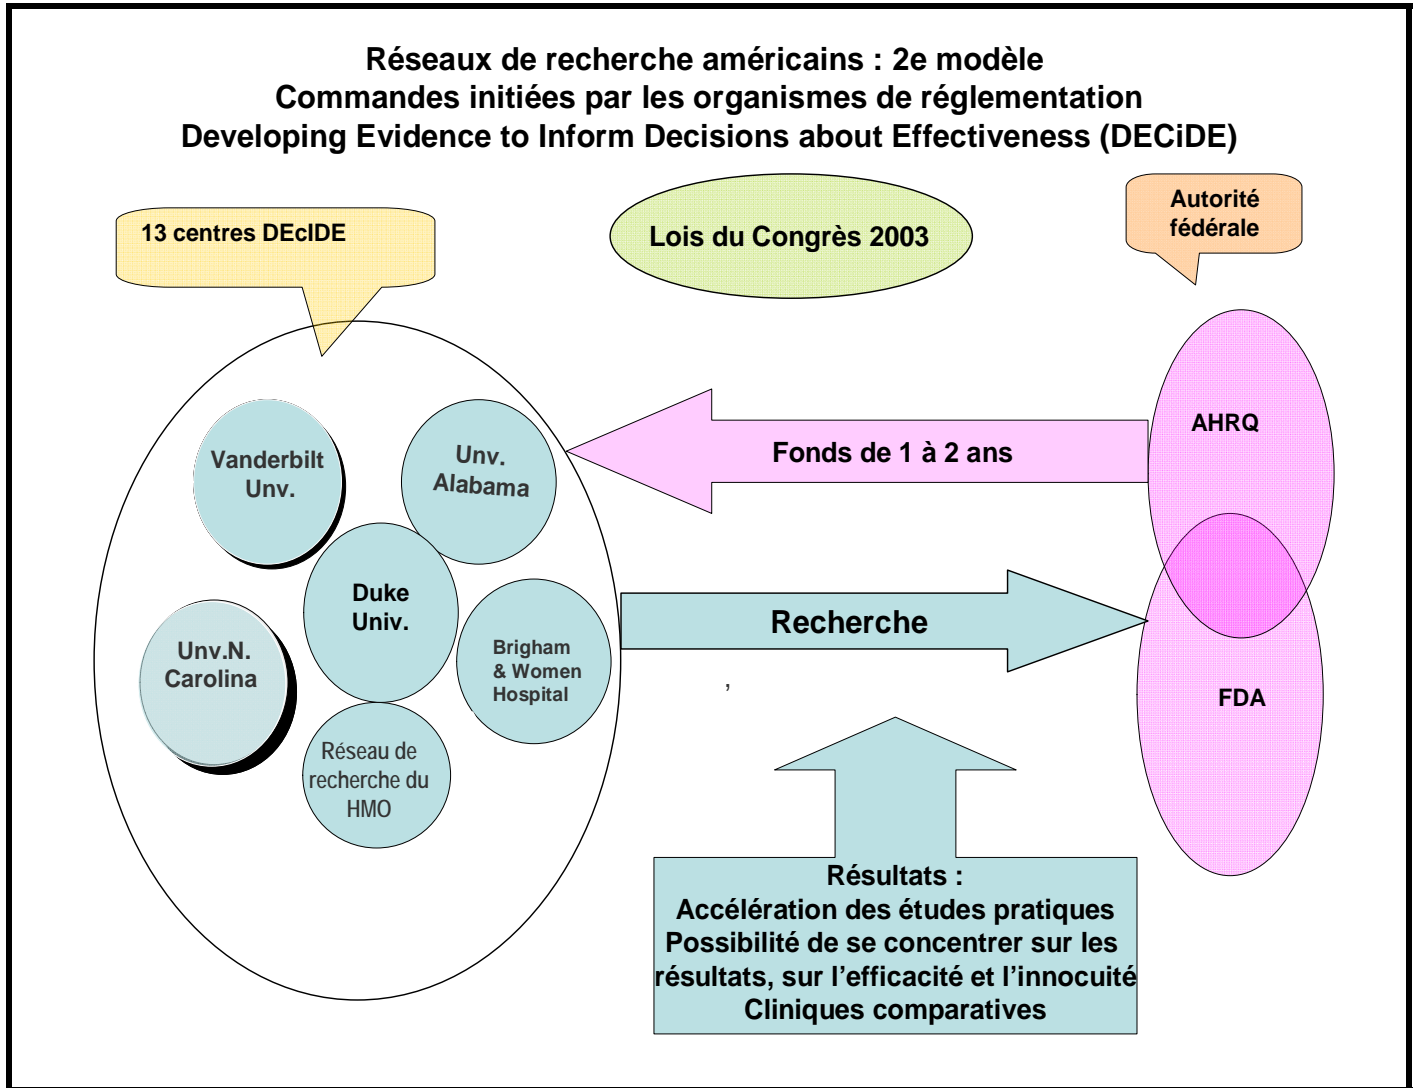 Réseaux de recherche américains : 2e modèle
Commandes initiées par les organismes de réglementation
Developing Evidence to Inform Decisions about Effectiveness (DECiDE)
13 centres DEcIDE
Lois du Congrès 2003
Autorité
fédérale
Vanderbilt
Unv.
Unv.
Alabama
Duke
Univ.
Unv.N.
Carolina
Brigham
& Women
Hospital
Réseau de
recherche du
HMO
Fonds de 1 à 2 ans
AHRQ
Recherche
,
FDA
Résultats :
Accélération des études pratiques
Possibilité de se concentrer sur les
résultats, sur l’efficacité et l’innocuité
Cliniques comparatives